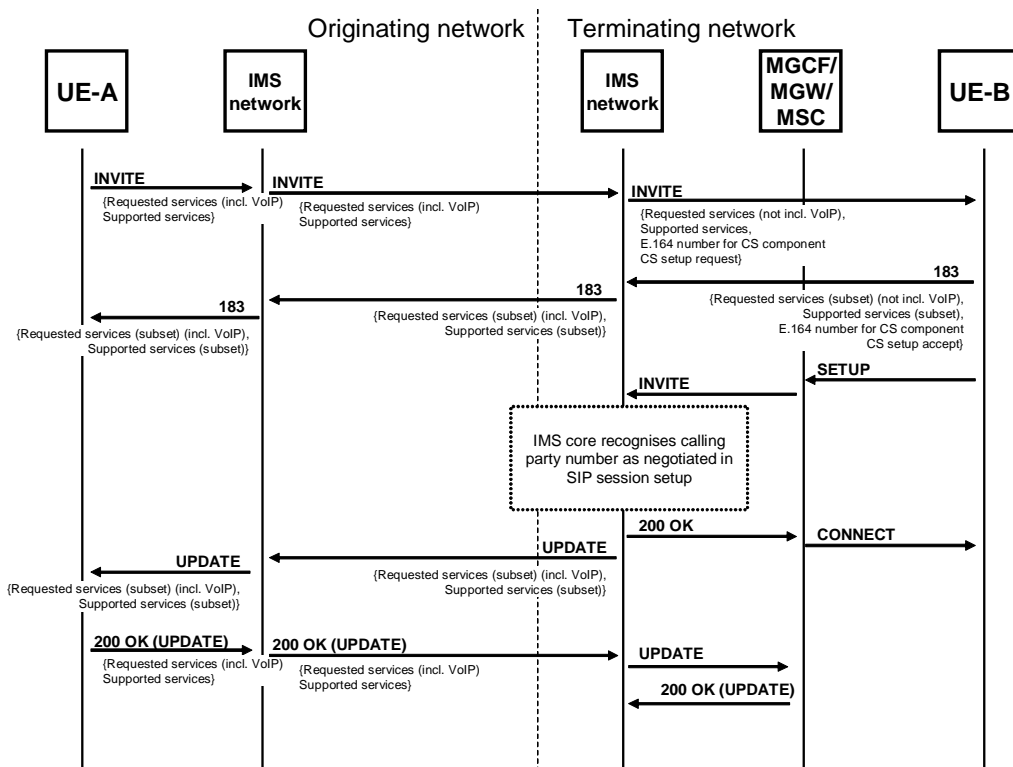 Originating network
Terminating network
UE-A
IMS
network
IMS
network
MGCF/
MGW/
MSC
UE-B
INVITE
{Requested services (incl. VoIP)
Supported services}
INVITE
{Requested services (incl. VoIP)
Supported services}
INVITE
{Requested services (not incl. VoIP),
Supported services,
E.164 number for CS component
CS setup request}
183
{Requested services (subset) (not incl. VoIP),
Supported services (subset),
E.164 number for CS component
CS setup accept}
183
{Requested services (subset) (incl. VoIP),
Supported services (subset)}
183
{Requested services (subset) (incl. VoIP),
Supported services (subset)}
SETUP
INVITE
IMS core recognises calling
party number as negotiated in
SIP session setup
200 OK
CONNECT
UPDATE
{Requested services (subset) (incl. VoIP),
Supported services (subset)}
UPDATE
{Requested services (subset) (incl. VoIP),
Supported services (subset)}
200 OK (UPDATE)
{Requested services (incl. VoIP)
Supported services}
200 OK (UPDATE)
{Requested services (incl. VoIP)
Supported services}
UPDATE
200 OK (UPDATE)